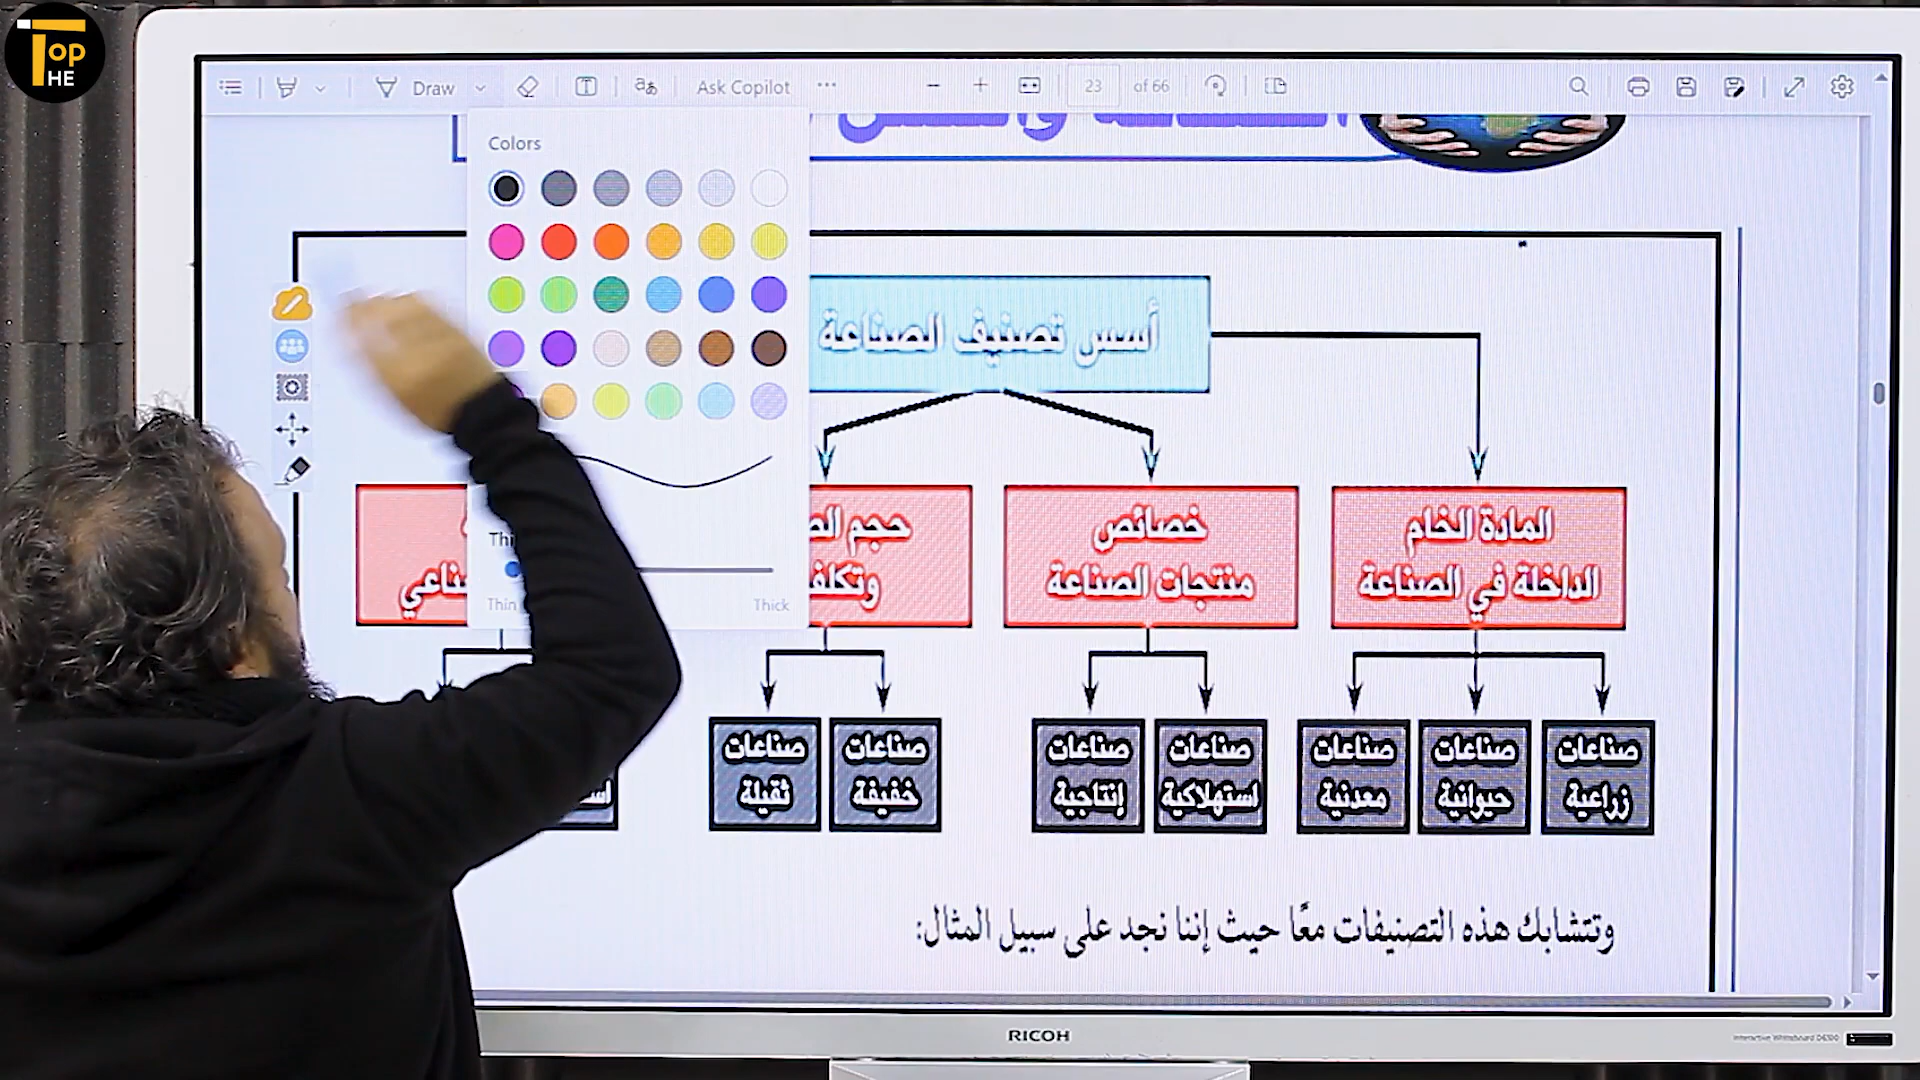 Top
HE
Draw
Ask Copilot
23
of 66
Colors
أسس تصنيف الصناعة
المادة الخام
الداخلة في الصناعة
خصائص
منتجات الصناعة
حجم
Thin
Thick
صناعات
زراعية
صناعات
حيوانية
صناعات
معدنية
صناعات
استهلاكية
صناعات
إنتاجية
صناعات
خفيفة
صناعات
ثقيلة
وتتشابك هذه التصنيفات معًا حيث إننا نجد على سبيل المثال:
RICOH